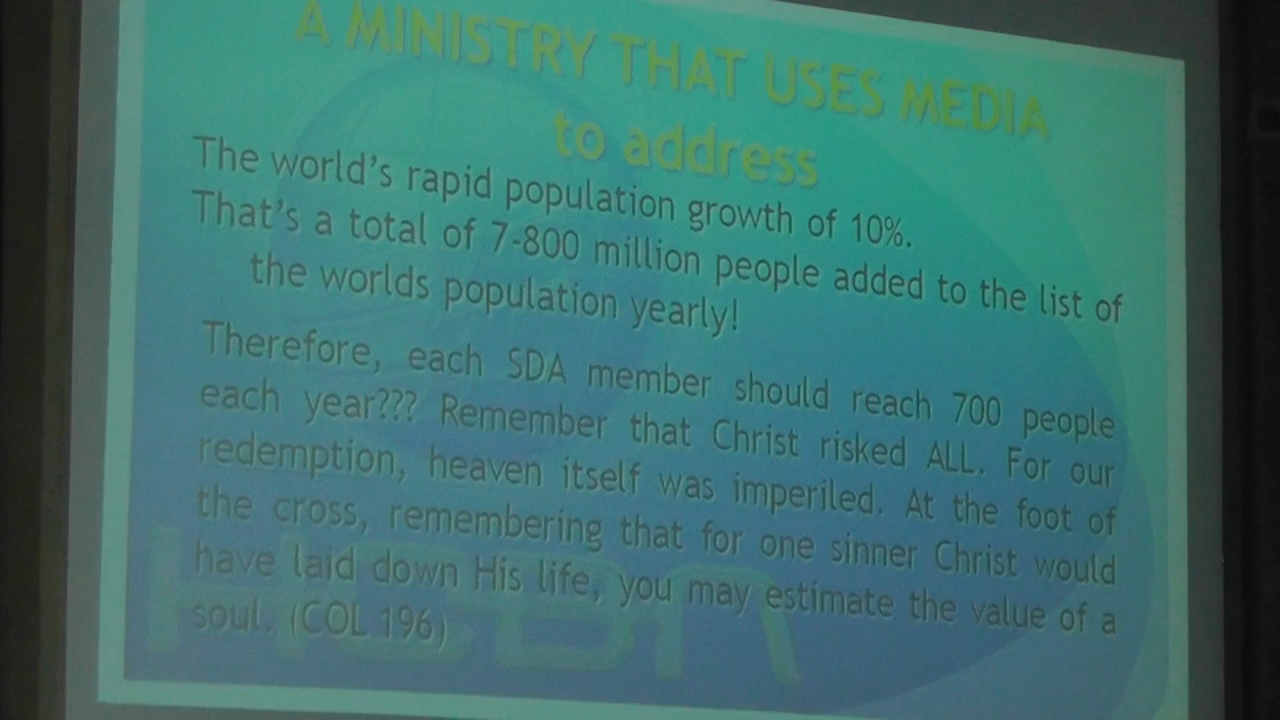 A MINISTRY THAT USES MEDIA
to address
The world's rapid population growth of 10%.
That's a total of 7-800 million people added to the list of
the worlds population yearly!
Therefore, each SDA member should reach 700 people
each year??? Remember that Christ risked ALL. For our
redemption, heaven itself was imperiled. At the foot of
the cross, remembering that for one sinner Christ would
have laid down His life, you may estimate the value of a
soul. (COL 196)